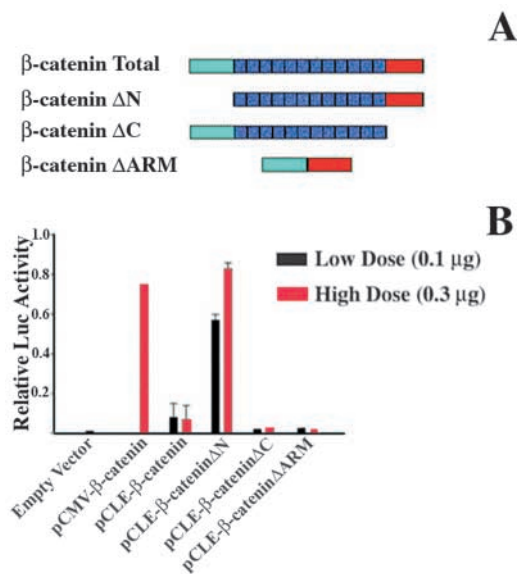 A
β-catenin Total
β-catenin ΔN
β-catenin ΔC
β-catenin ΔARM
B
Relative Luc Activity
1.0
0.8
0.6
0.4
0.2
Low Dose (0.1 μg)
High Dose (0.3 μg)
Empty Vector
pCMV-β-catenin
pCLE-β-catenin
pCLE-β-cateninΔN
pCLE-β-cateninΔC
pCLE-β-cateninΔARM